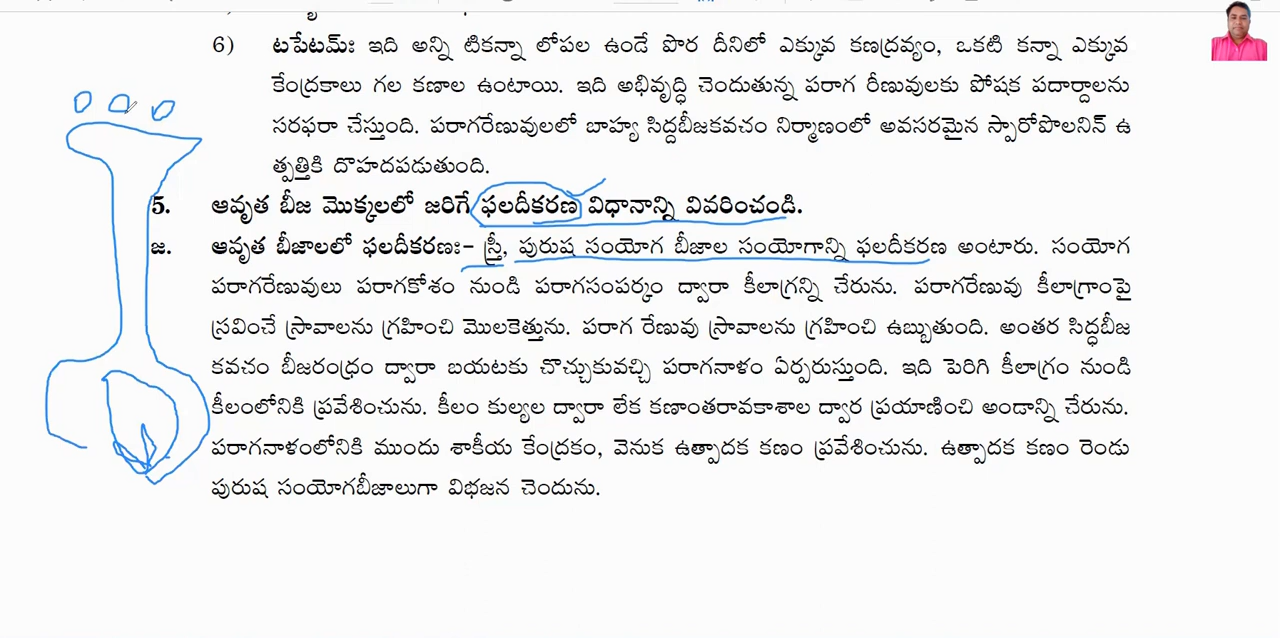 6) టపేటమ్: ఇది అన్ని టికన్నా లోపల ఉండే పొర దీనిలో ఎక్కువ కణద్రవ్యం, ఒకటి కన్నా ఎక్కువ
కేంద్రకాలు గల కణాల ఉంటాయి. ఇది అభివృద్ధి చెందుతున్న పరాగ రీణువులకు పోషక పదార్దాలను
సరఫరా చేస్తుంది. పరాగరేణువులలో బాహ్య సిద్దబీజకవచం నిర్మాణంలో అవసరమైన స్పారోపొలనిన్ ఉ
త్పత్తికి దొహదపడుతుంది.
5. ఆవృత బీజ మొక్కలలో జరిగే ఫలదీకరణ విధానాన్ని వివరించండి.
జ. ఆవృత బీజాలలో ఫలదీకరణః- స్త్రీ, పురుష సంయోగ బీజాల సంయోగాన్ని ఫలదీకరణ అంటారు. సంయోగ
పరాగరేణువులు పరాగకోశం నుండి పరాగసంపర్కం ద్వారా కీలాగ్రన్ని చేరును. పరాగరేణువు కీలాగ్రాంపై
స్రవించే స్రావాలను గ్రహించి మొలకెత్తును. పరాగ రేణువు స్రావాలను గ్రహించి ఉబ్బుతుంది. అంతర సిద్ధబీజ
కవచం బీజరంధ్రం ద్వారా బయటకు చొచ్చుకువచ్చి పరాగనాళం ఏర్పరుస్తుంది. ఇది పెరిగి కీలాగ్రం నుండి
కీలంలోనికి ప్రవేశించును. కీలం కుల్యల ద్వారా లేక కణాంతరావకాశాల ద్వార ప్రయాణించి అండాన్ని చేరును.
పరాగనాళంలోనికి ముందు శాకీయ కేంద్రకం, వెనుక ఉత్పాదక కణం ప్రవేశించును. ఉత్పాదక కణం రెండు
పురుష సంయోగబీజాలుగా విభజన చెందును.